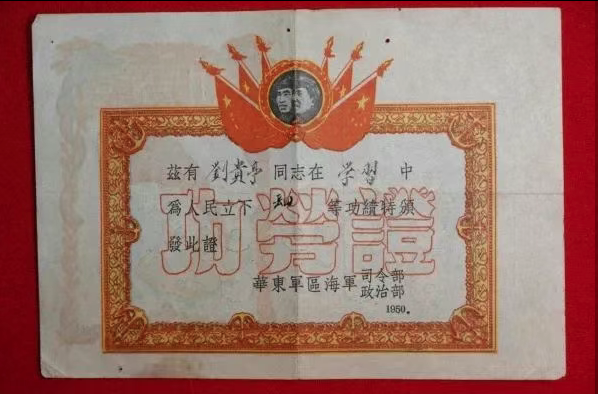 兹有 劉貴亭 同志在 学習 中
爲人民立下 四 等功績特頒
發此證
功勞證
華東軍區海軍司令部
政治部
1950.